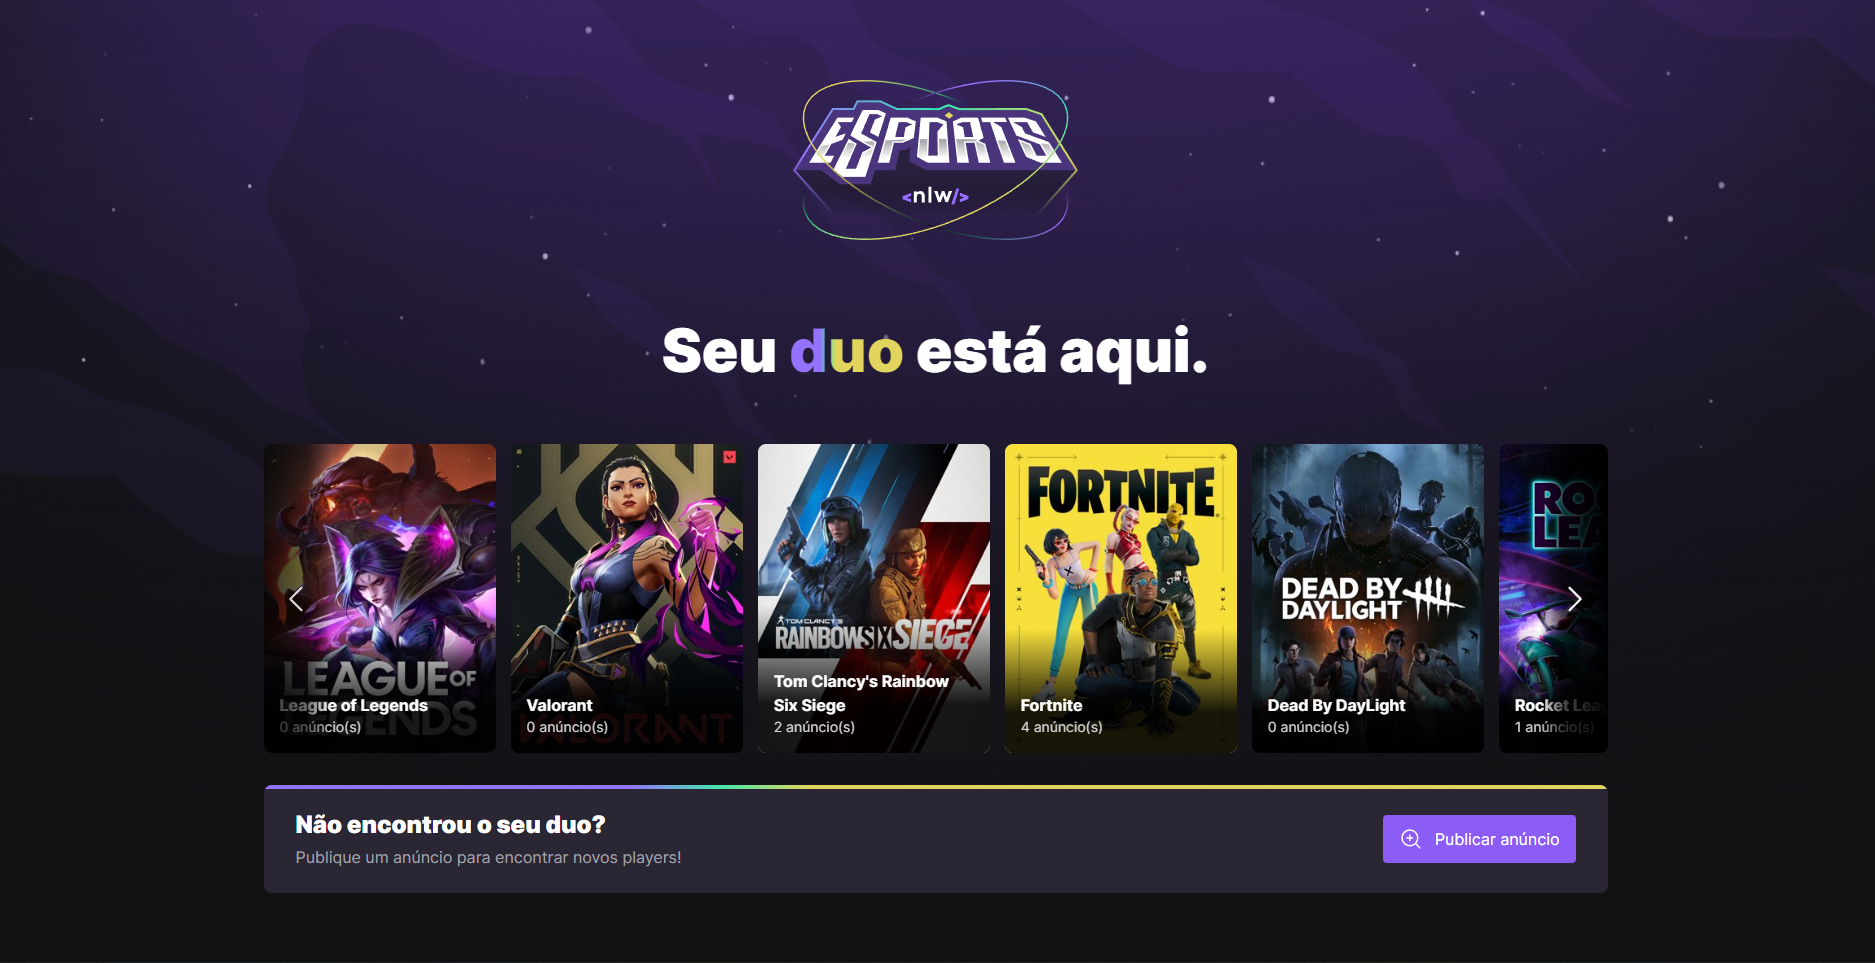 ESPORTS
<nlw/>
Seu duo está aqui.
LEAGUE OF
LEGENDS
League of Legends
0 anúncio(s)
VALORANT
Valorant
0 anúncio(s)
TOM CLANCY'S
RAINBOW SIX SIEGE
Tom Clancy's Rainbow
Six Siege
2 anúncio(s)
FORTNITE
Fortnite
4 anúncio(s)
DEAD BY
DAYLIGHT
Dead By DayLight
0 anúncio(s)
RO
LEA
Rocket Lea
1 anúncio(s)
Não encontrou o seu duo?
Publique um anúncio para encontrar novos players!
Publicar anúncio